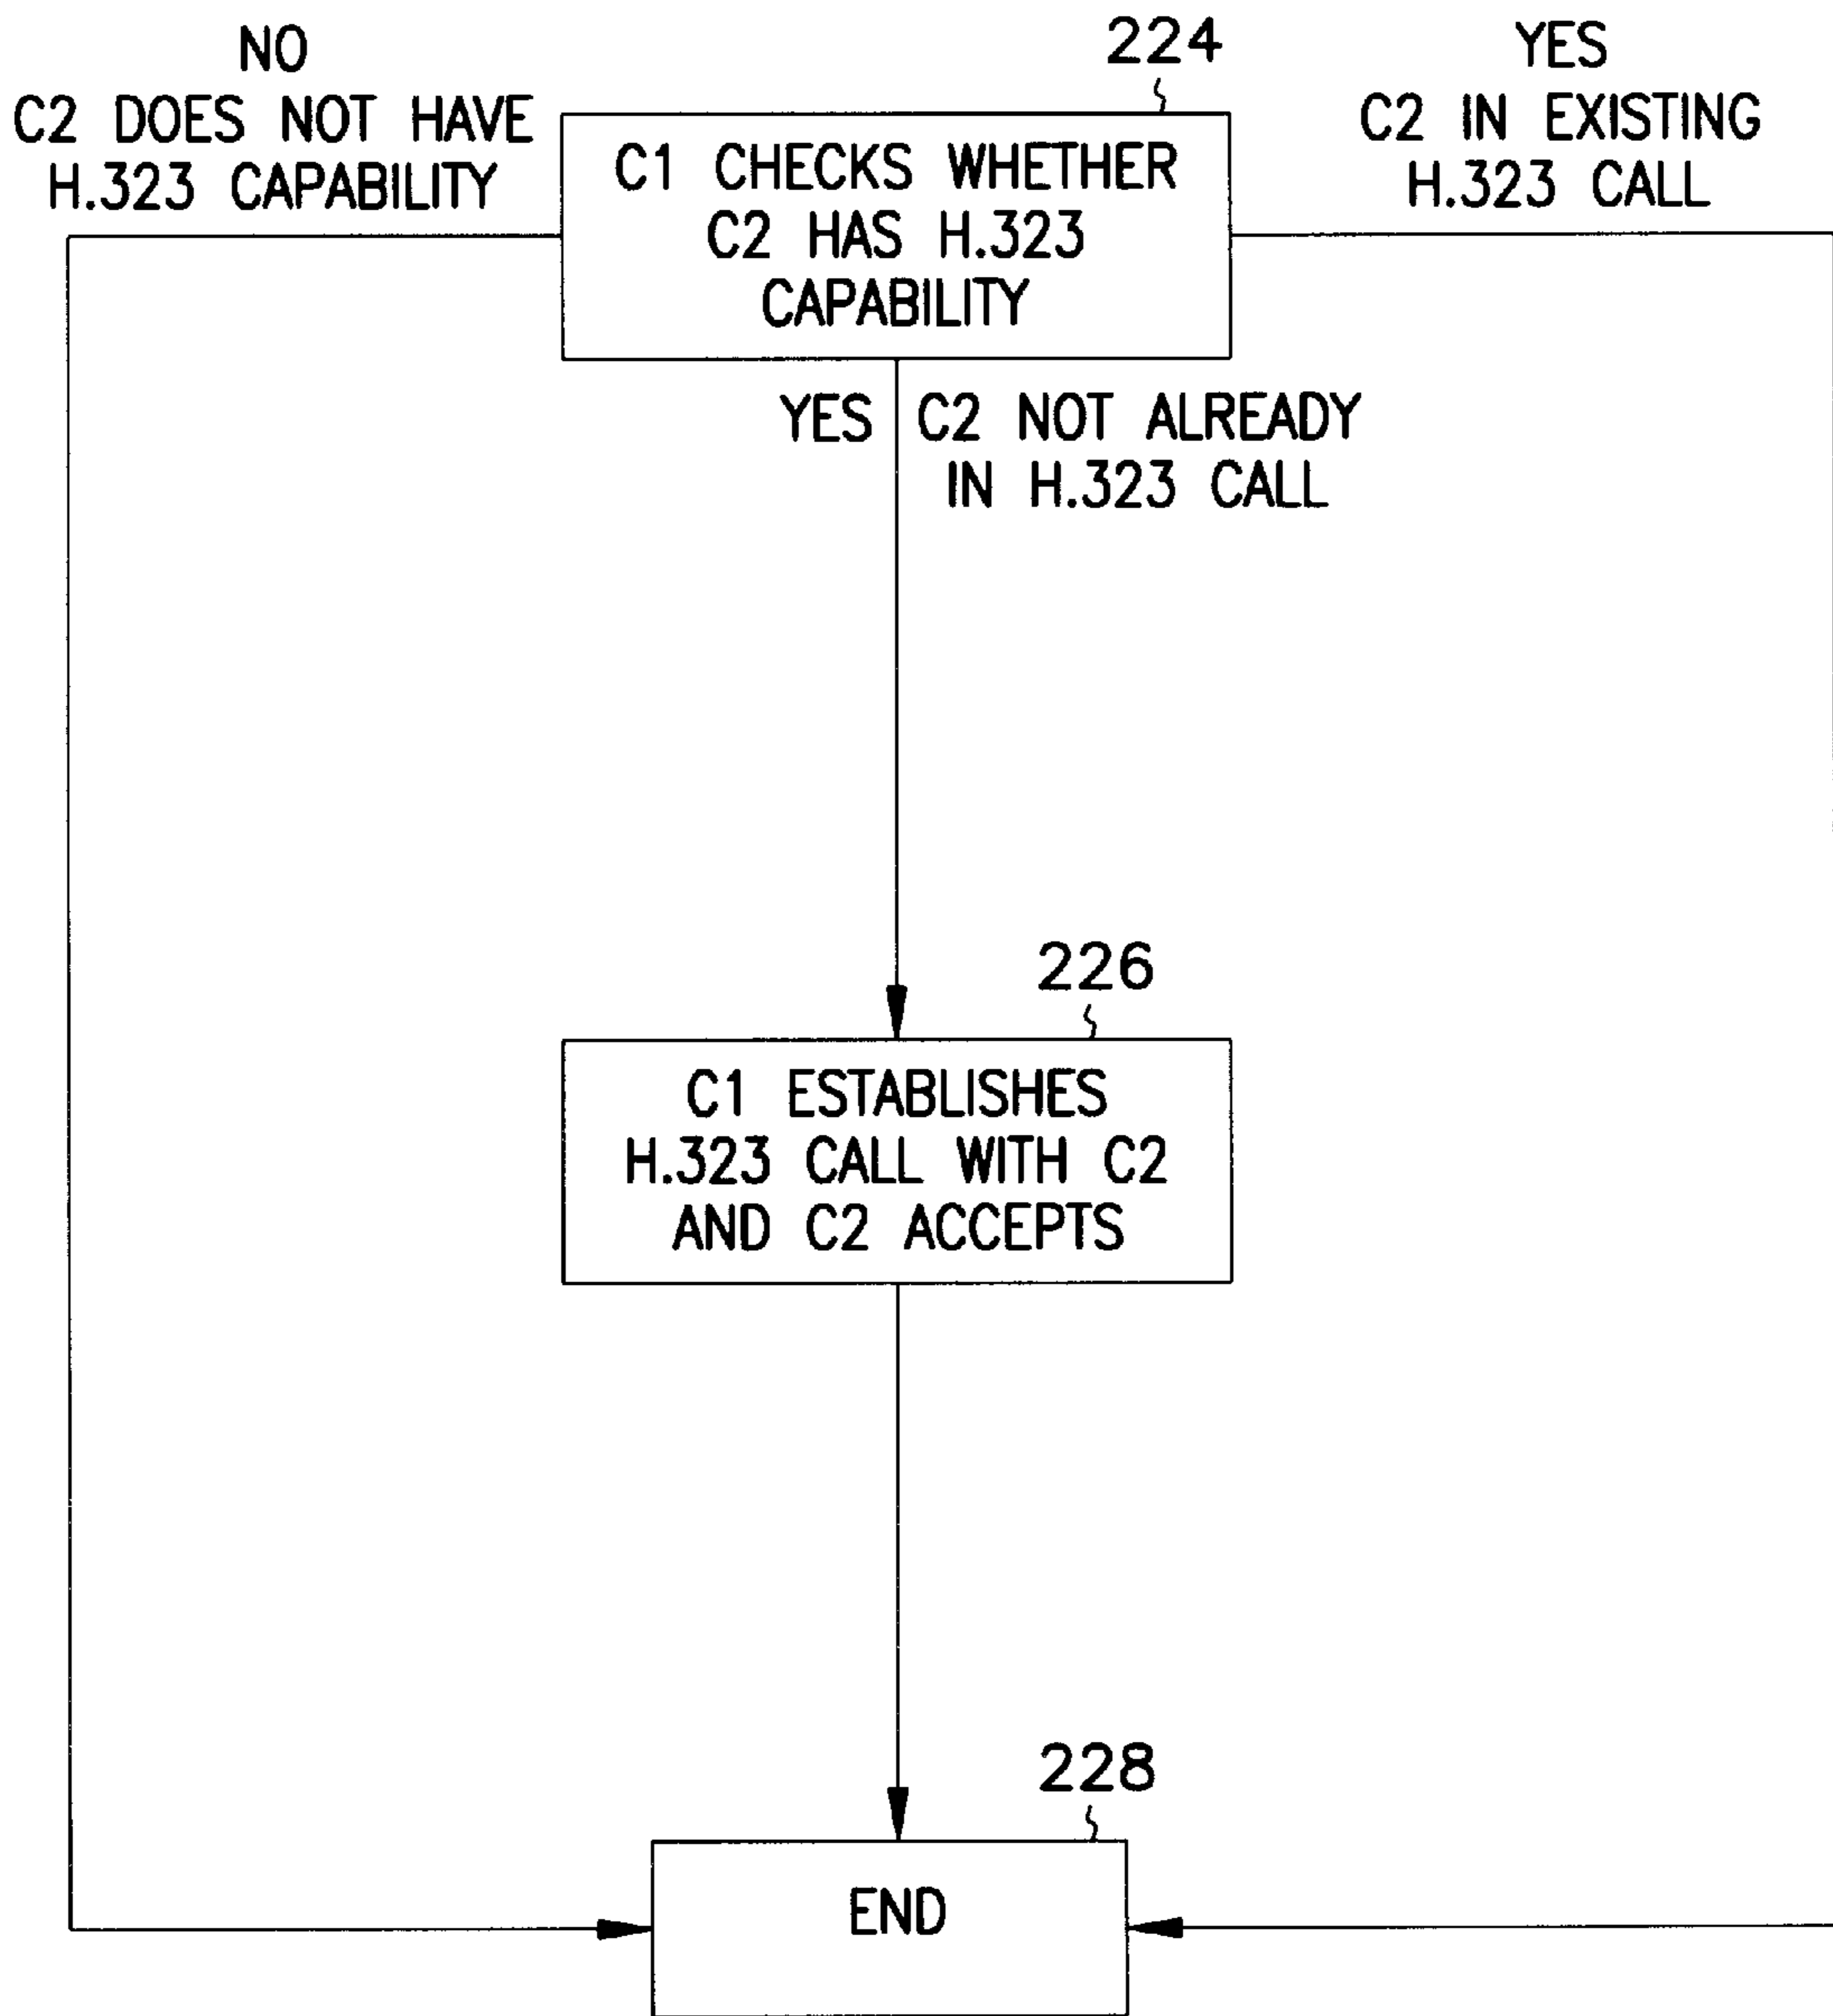 NO
C2 DOES NOT HAVE
H.323 CAPABILITY
224
C1 CHECKS WHETHER
C2 HAS H.323
CAPABILITY
YES
C2 IN EXISTING
H.323 CALL
YES C2 NOT ALREADY
IN H.323 CALL
226
C1 ESTABLISHES
H.323 CALL WITH C2
AND C2 ACCEPTS
228
END